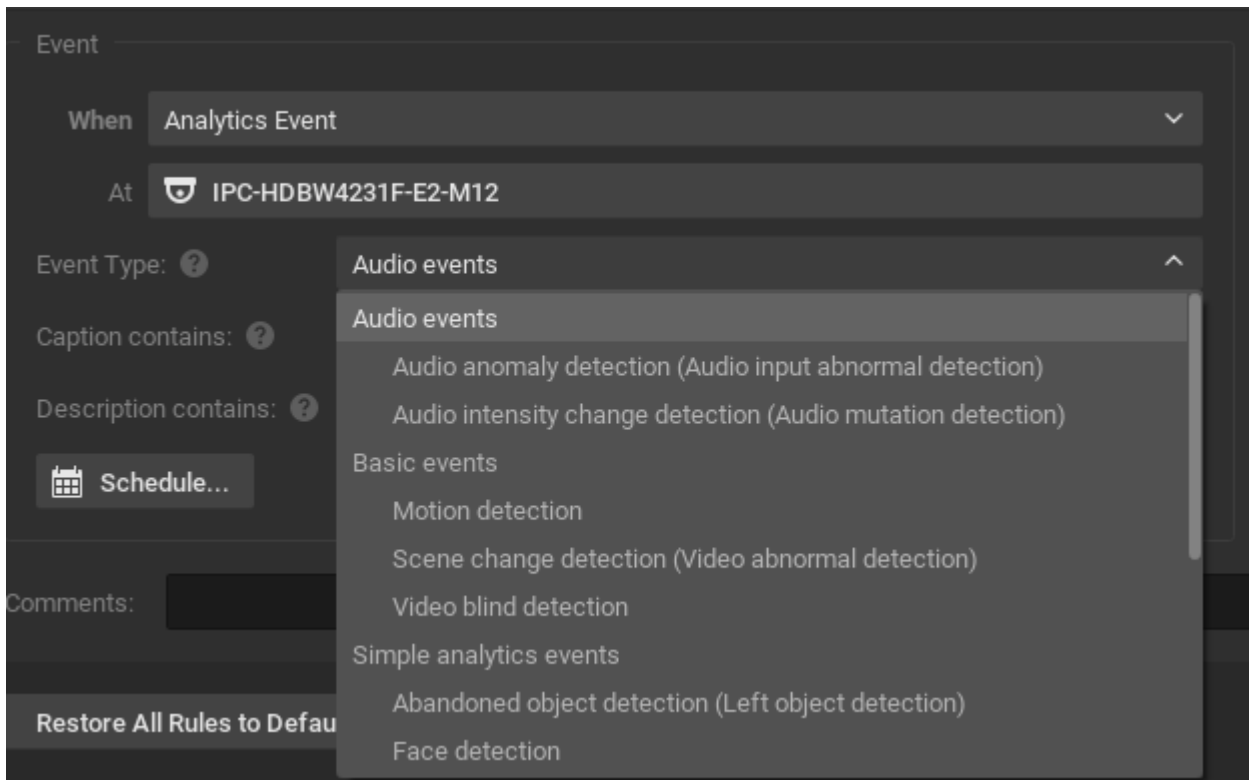 Event
When Analytics Event
At IPC-HDBW4231F-E2-M12
Event Type: ? Audio events
Audio events
Caption contains: ?
Audio anomaly detection (Audio input abnormal detection)
Description contains: ?
Audio intensity change detection (Audio mutation detection)
Basic events
Schedule...
Motion detection
Scene change detection (Video abnormal detection)
Comments:
Video blind detection
Simple analytics events
Abandoned object detection (Left object detection)
Restore All Rules to Defau
Face detection